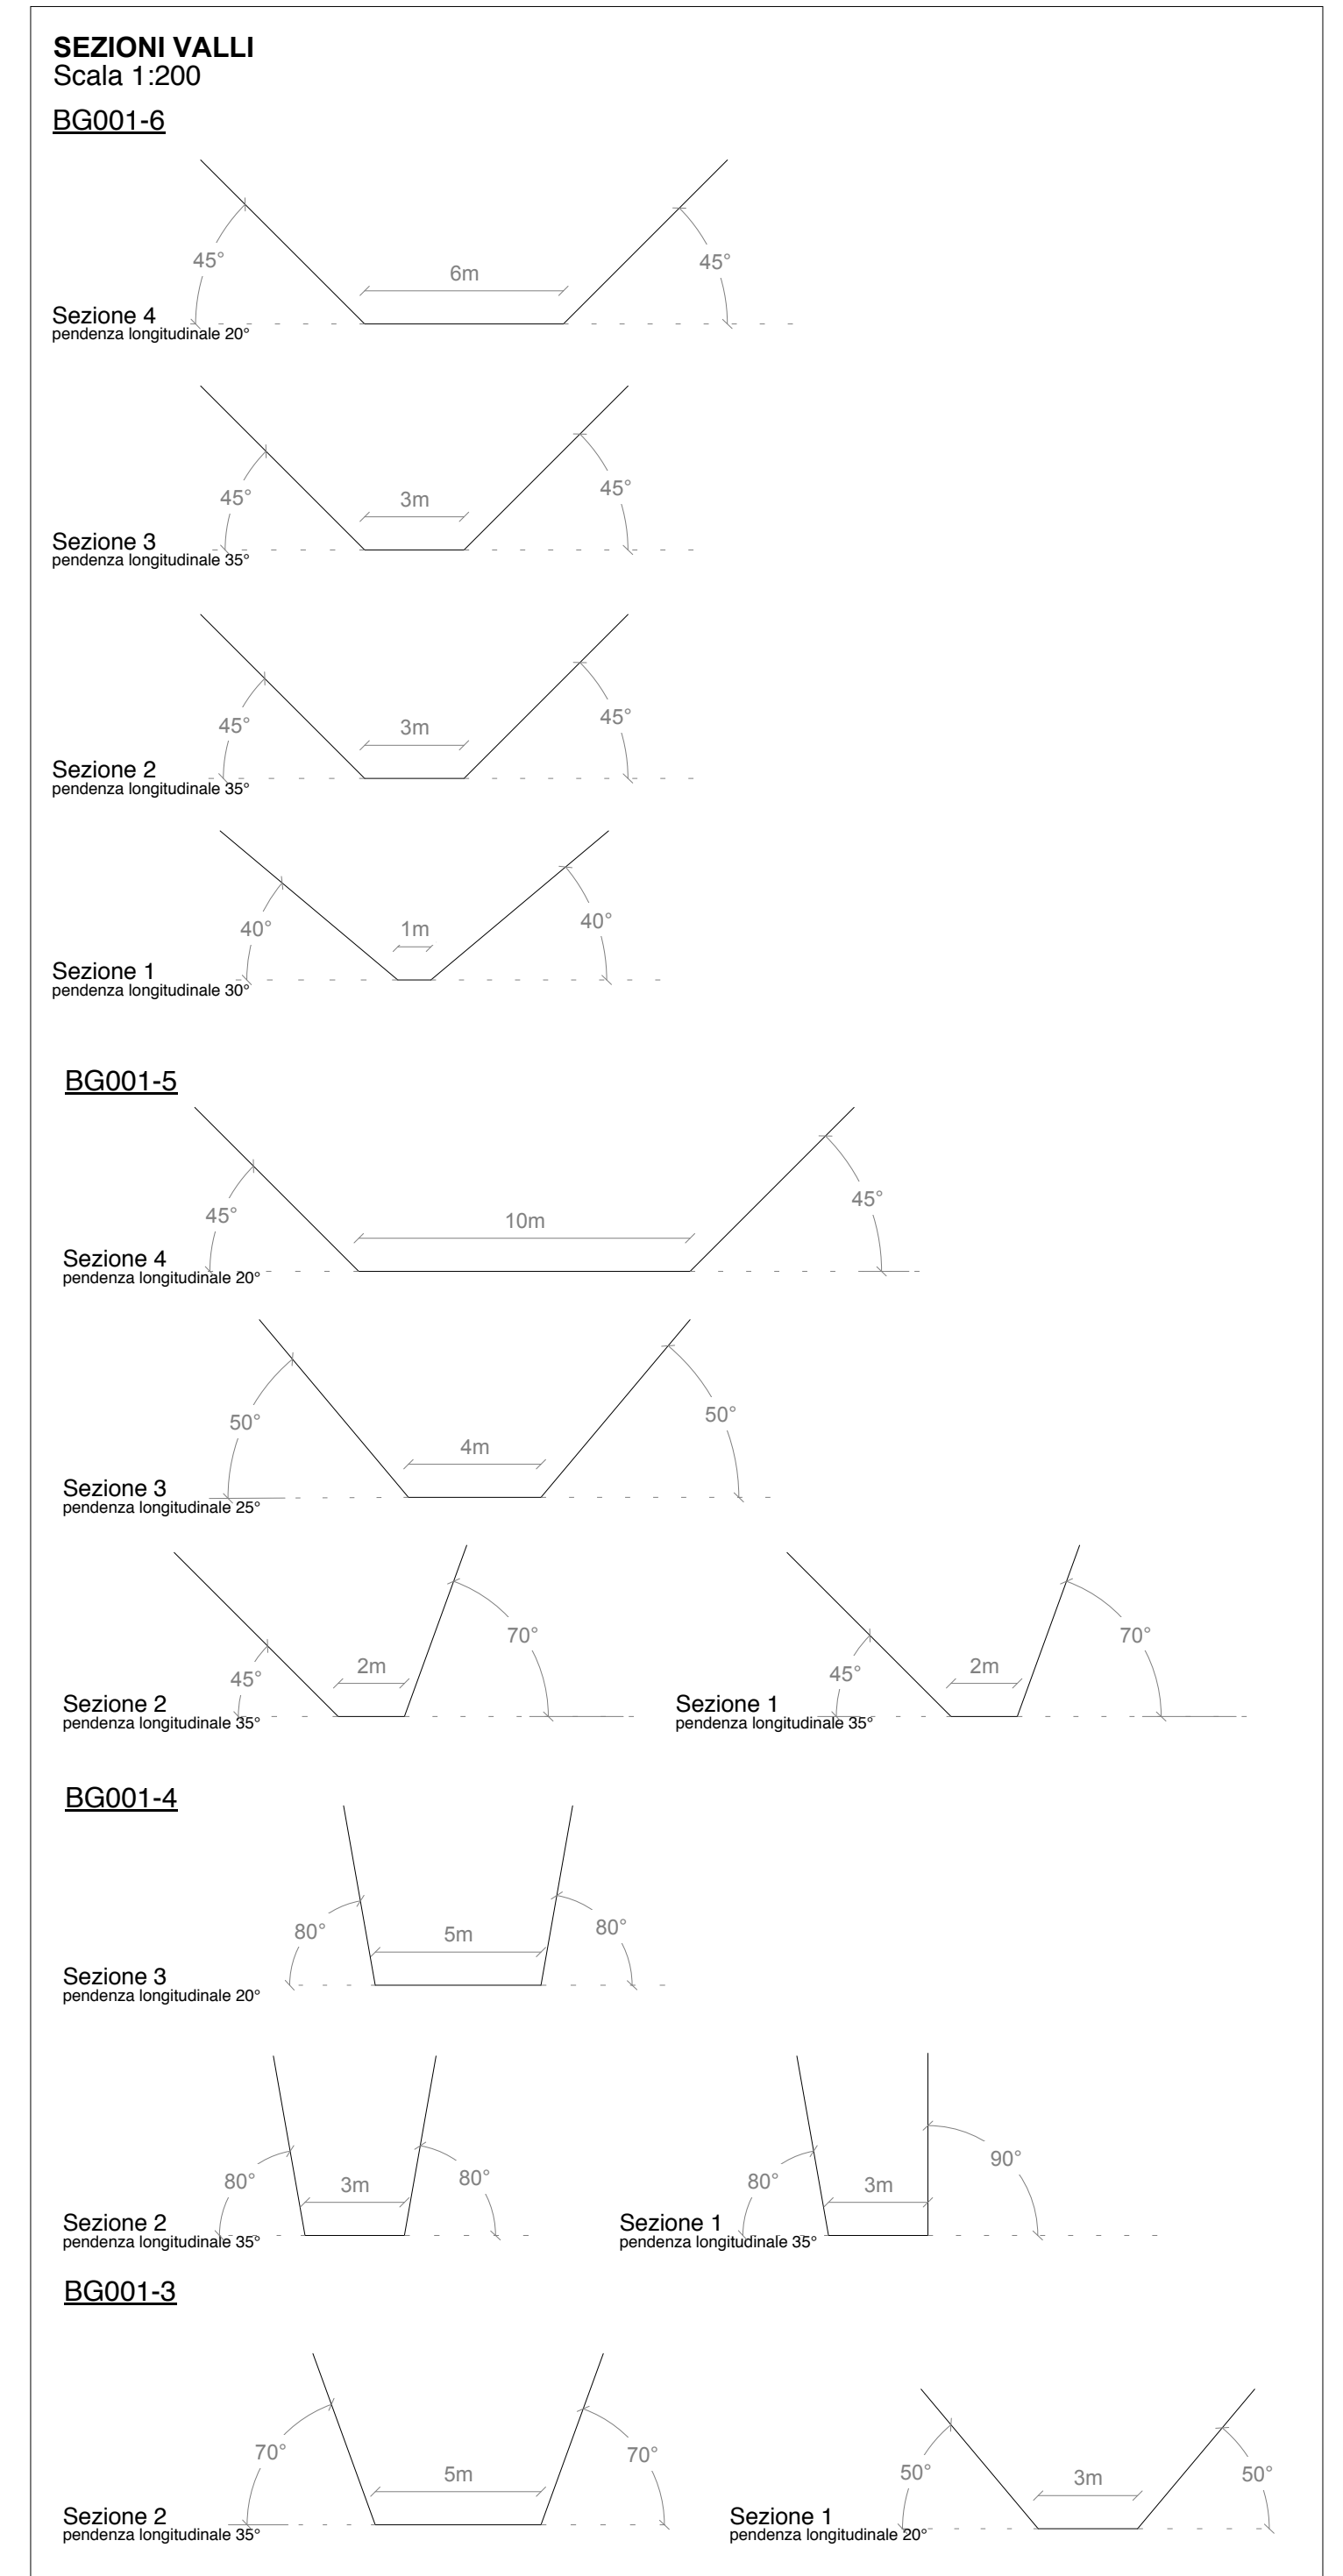 SEZIONI VALLI
Scala 1:200
BG001-6
45°
6m
45°
Sezione 4
pendenza longitudinale 20°
45°
3m
45°
Sezione 3
pendenza longitudinale 35°
45°
3m
45°
Sezione 2
pendenza longitudinale 35°
40°
1m
40°
Sezione 1
pendenza longitudinale 30°
BG001-5
45°
10m
45°
Sezione 4
pendenza longitudinale 20°
50°
4m
50°
Sezione 3
pendenza longitudinale 25°
45°
2m
70°
Sezione 2
pendenza longitudinale 35°
45°
2m
70°
Sezione 1
pendenza longitudinale 35°
BG001-4
80°
5m
80°
Sezione 3
pendenza longitudinale 20°
80°
3m
80°
Sezione 2
pendenza longitudinale 35°
80°
3m
90°
Sezione 1
pendenza longitudinale 35°
BG001-3
70°
5m
70°
Sezione 2
pendenza longitudinale 35°
50°
3m
50°
Sezione 1
pendenza longitudinale 20°